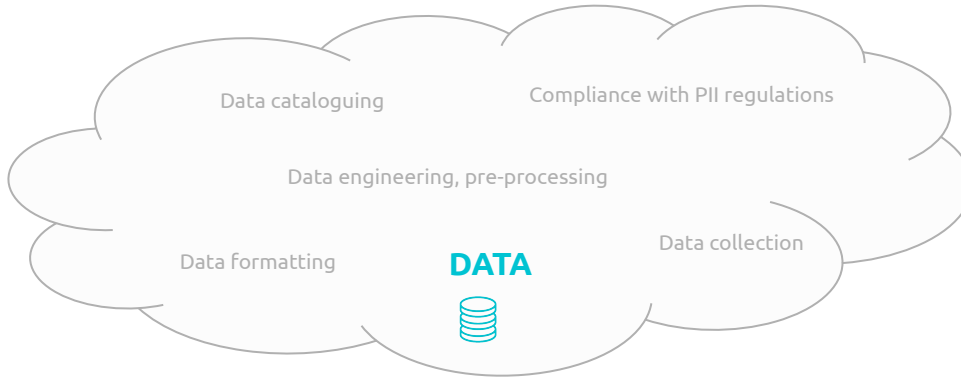 Data cataloguing
Compliance with PII regulations
Data engineering, pre-processing
Data collection
Data formatting
DATA